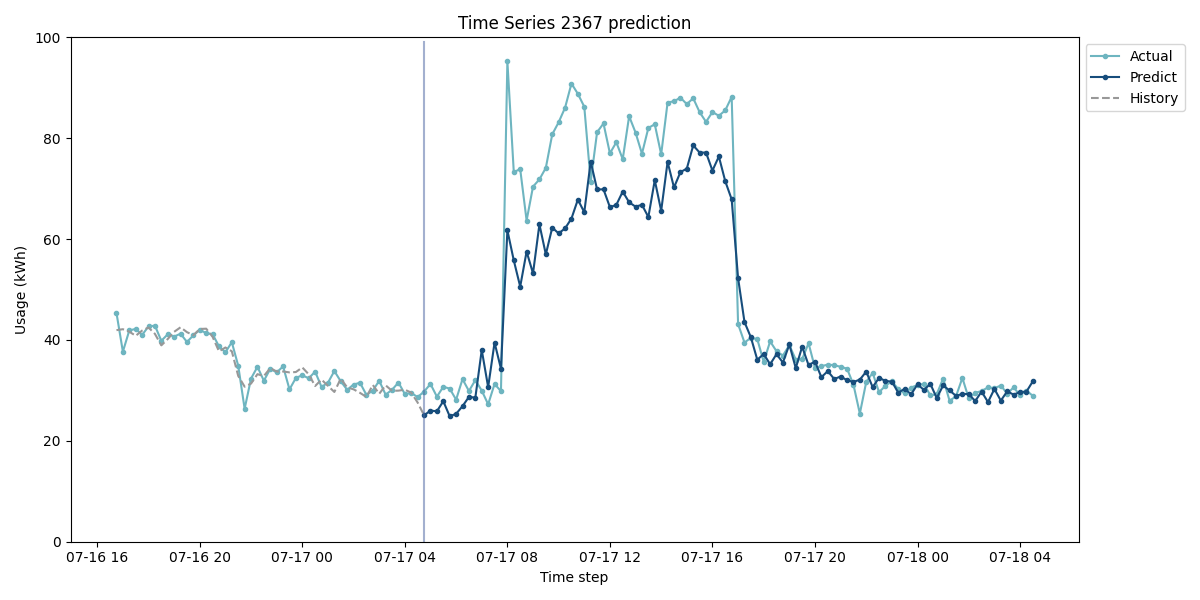 Time Series 2367 prediction
Usage (kWh)
100
80
60
40
20
0
07-16 16
07-16 20
07-17 00
07-17 04
07-17 08
07-17 12
07-17 16
07-17 20
07-18 00
07-18 04
Time step
Actual
Predict
History